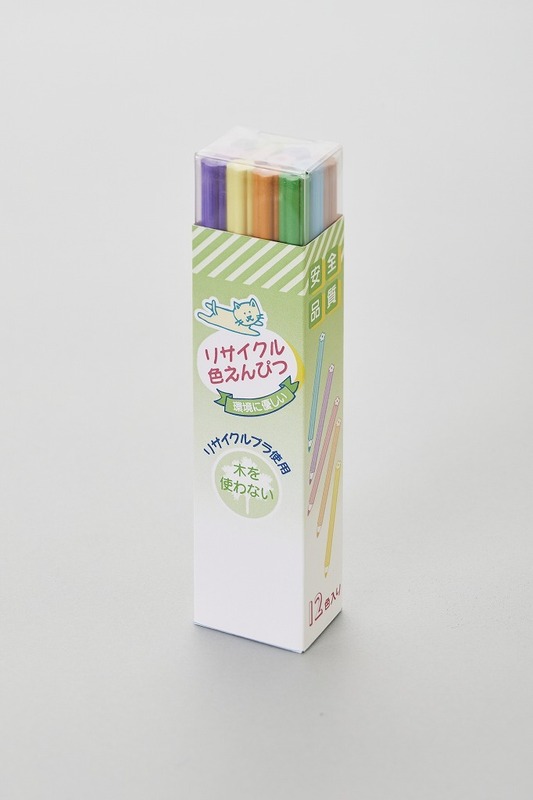 リサイクル
色えんぴつ
環境に優しい
リサイクルプラ使用
木を
使わない
安全
品質
12色入り